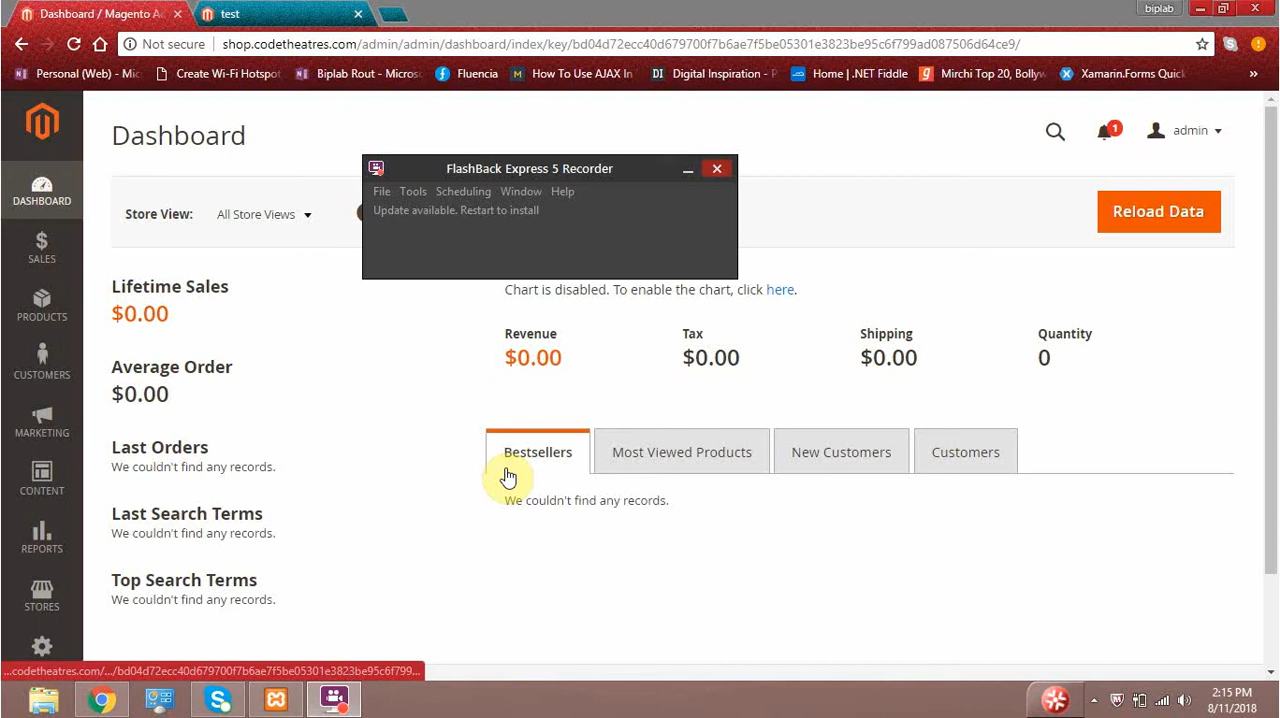 Dashboard / Magento Ad
test
biplab
Not secure
shop.codetheatres.com/admin/admin/dashboard/index/key/bd04d72ecc40d679700f7b6ae7f5be05301e3823be95c6f799ad087506d64ce9/
Personal (Web) - Mic
Create Wi-Fi Hotspot
Biplab Rout - Micros
Fluencia
How To Use AJAX In
Digital Inspiration - P
Home | .NET Fiddle
Mirchi Top 20, Bollyw
Xamarin.Forms Quick
»
Dashboard
1
admin
FlashBack Express 5 Recorder
File Tools Scheduling Window Help
Update available. Restart to install
DASHBOARD
Store View: All Store Views
Reload Data
SALES
Lifetime Sales
$0.00
Chart is disabled. To enable the chart, click here.
PRODUCTS
Revenue
$0.00
Tax
$0.00
Shipping
$0.00
Quantity
0
CUSTOMERS
Average Order
$0.00
MARKETING
Last Orders
We couldn't find any records.
Bestsellers
Most Viewed Products
New Customers
Customers
We couldn't find any records.
CONTENT
Last Search Terms
We couldn't find any records.
REPORTS
Top Search Terms
We couldn't find any records.
STORES
...codetheatres.com/.../bd04d72ecc40d679700f7b6ae7f5be05301e3823be95c6f799...
2:15 PM
8/11/2018